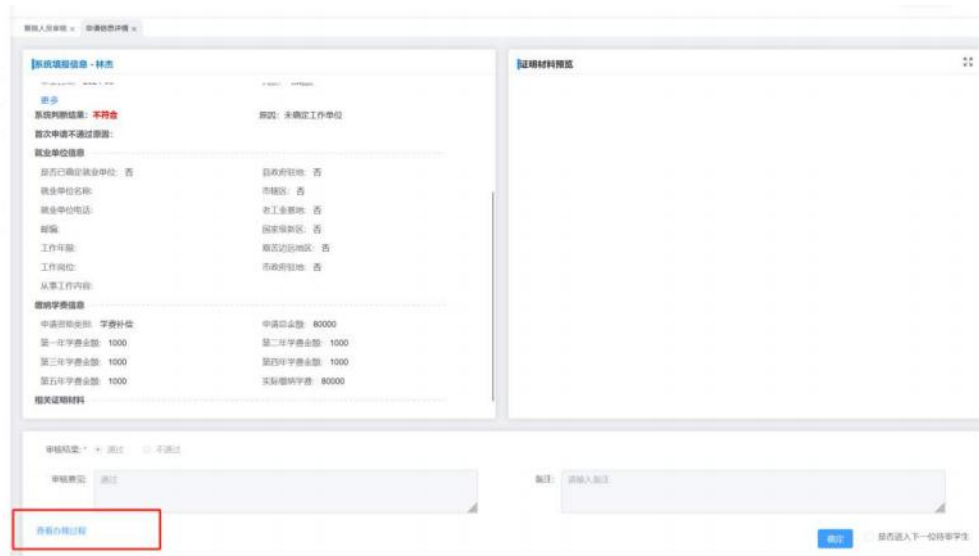 申请信息详情 ×
系统填报信息 - 林杰
证明材料预览
更多
系统判断结果: 不符合
原因: 未确定工作单位
首次申请不通过原因:
就业单位信息
是否已确定就业单位: 否
县政府驻地: 否
就业单位名称:
市辖区: 否
就业单位电话:
老工业基地: 否
邮编:
国家级新区: 否
工作年限:
艰苦边远地区: 否
工作岗位:
市政府驻地: 否
从事工作内容:
缴纳学费信息
申请资助类别: 学费补偿
申请总金额: 80000
第一年学费金额: 1000
第二年学费金额: 1000
第三年学费金额: 1000
第四年学费金额: 1000
第五年学费金额: 1000
实际缴纳学费: 80000
相关证明材料
审核结果: * 通过 不通过
审核意见: 通过
备注: 请输入备注
查看办理过程
确定
是否进入下一位待审学生